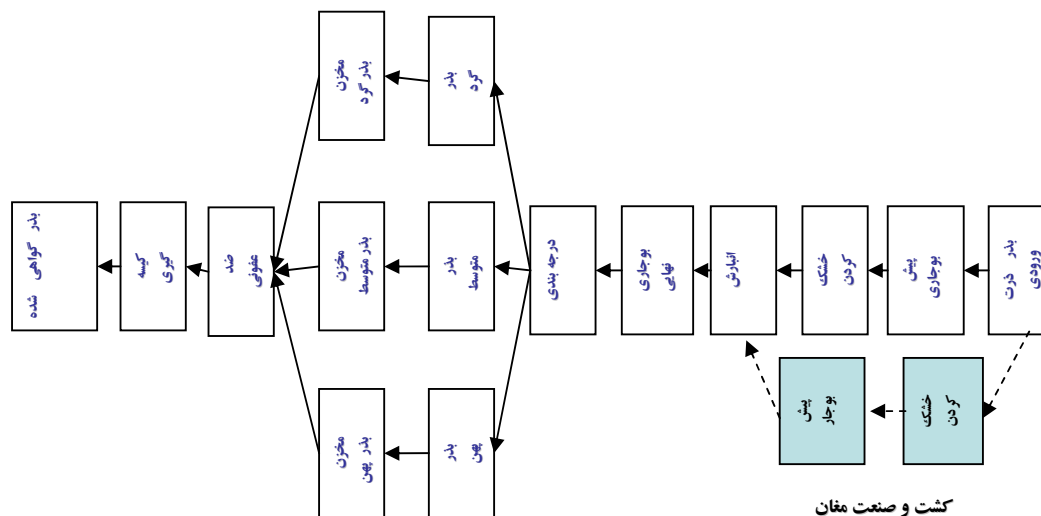 بذر ذرت
ورودی
پیش
بوجاری
خشک
کردن
انبارش
بوجاری
نهایی
درجه بندی
بذر
گرد
مخزن
بذر گرد
بذر
متوسط
مخزن
بذر متوسط
بذر
پهن
مخزن
بذر پهن
ضد
عفونی
کیسه
گیری
بذر گواهی شده
خشک
کردن
پیش
بوجار
کشت و صنعت مغان